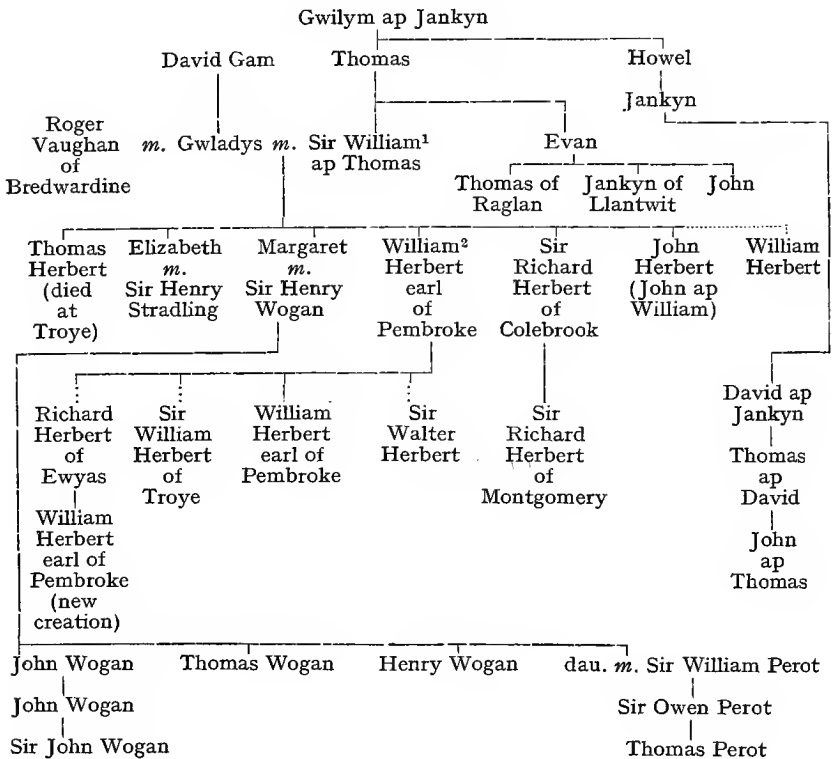 Gwilym ap Jankyn
David Gam Thomas Howel
Jankyn
Roger
Vaughan
of
Bredwardine
m. Gwladys m. Sir William¹
ap Thomas
Evan
Thomas of
Raglan
Jankyn of
Llantwit
John
Thomas
Herbert
(died
at
Troye)
Elizabeth
m.
Sir Henry
Stradling
Margaret
m.
Sir Henry
Wogan
William²
Herbert
earl
of
Pembroke
Sir
Richard
Herbert
of
Colebrook
John
Herbert
(John ap
William)
William
Herbert
Richard
Herbert
of
Ewyas
Sir
William
Herbert
of
Troye
William
Herbert
earl of
Pembroke
Sir
Walter
Herbert
Sir
Richard
Herbert
of
Montgomery
David ap
Jankyn
Thomas
ap
David
John
ap
Thomas
William
Herbert
earl of
Pembroke
(new
creation)
John Wogan Thomas Wogan Henry Wogan dau. m. Sir William Perot
John Wogan Sir Owen Perot
Sir John Wogan Thomas Perot